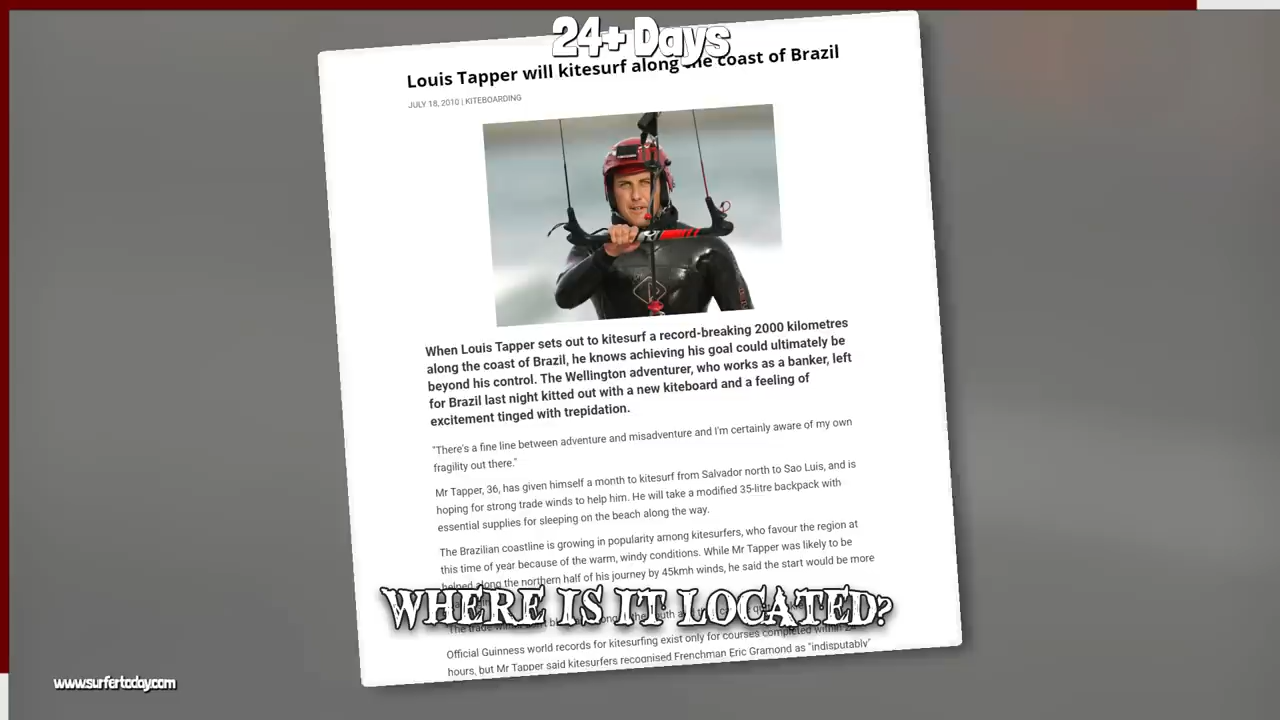 24+ Days
Louis Tapper will kitesurf along the coast of Brazil
JULY 18, 2010 | KITEBOARDING
When Louis Tapper sets out to kitesurf a record-breaking 2000 kilometres
along the coast of Brazil, he knows achieving his goal could ultimately be
beyond his control. The Wellington adventurer, who works as a banker, left
for Brazil last night kitted out with a new kiteboard and a feeling of
excitement tinged with trepidation.
"There's a fine line between adventure and misadventure and I'm certainly aware of my own
fragility out there."
Mr Tapper, 36, has given himself a month to kitesurf from Salvador north to Sao Luis, and is
hoping for strong trade winds to help him. He will take a modified 35-litre backpack with
essential supplies for sleeping on the beach along the way.
The Brazilian coastline is growing in popularity among kitesurfers, who favour the region at
this time of year because of the warm, windy conditions. While Mr Tapper was likely to be
helped along the northern half of his journey by 45kmh winds, he said the start would be more
WHERE IS IT LOCATED?
The trade winds don't
Official Guinness world records for kitesurfing exist only for courses completed within
hours, but Mr Tapper said kitesurfers recognised Frenchman Eric Gramond as "indisputably"
www.surfertoday.com